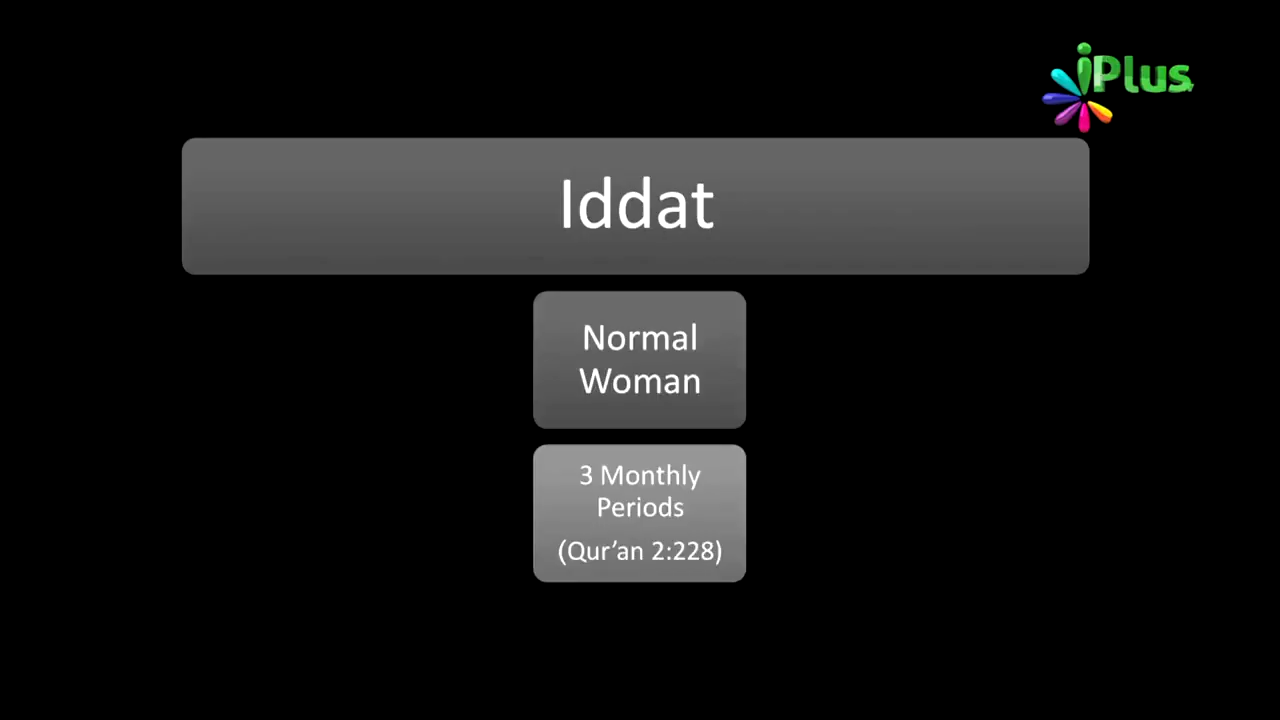 iPlus
Iddat
Normal
Woman
3 Monthly
Periods
(Qur’an 2:228)